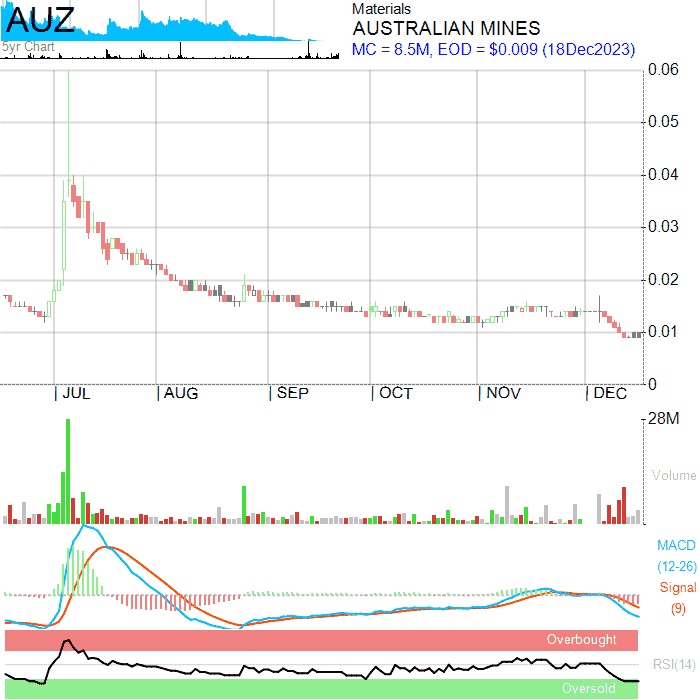 AUZ
5yr Chart
Materials
AUSTRALIAN MINES
MC = 8.5M, EOD = $0.009 (18Dec2023)
0.06
0.05
0.04
0.03
0.02
0.01
0
JUL AUG SEP OCT NOV DEC
28M
Volume
MACD
(12-26)
Signal
(9)
Overbought
RSI(14)
Oversold